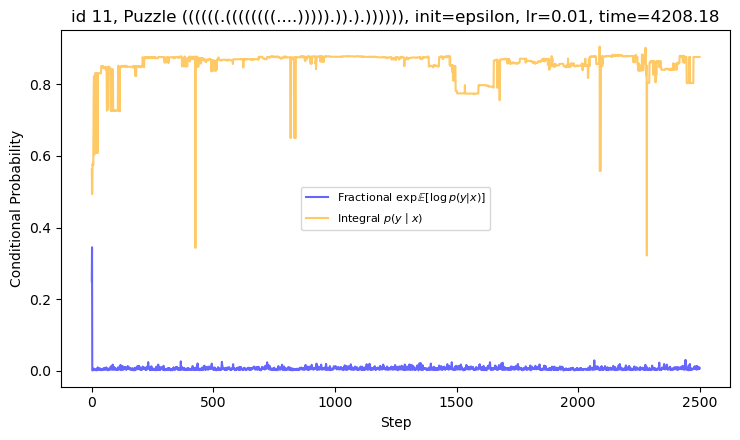 id 11, Puzzle ((((((.((((((((....))))).)).).)))))), init=epsilon, lr=0.01, time=4208.18
Conditional Probability
0.8
0.6
0.4
0.2
0.0
Fractional exp𝔼[log p(y|x)]
Integral p(y | x)
0
500
1000
1500
2000
2500
Step